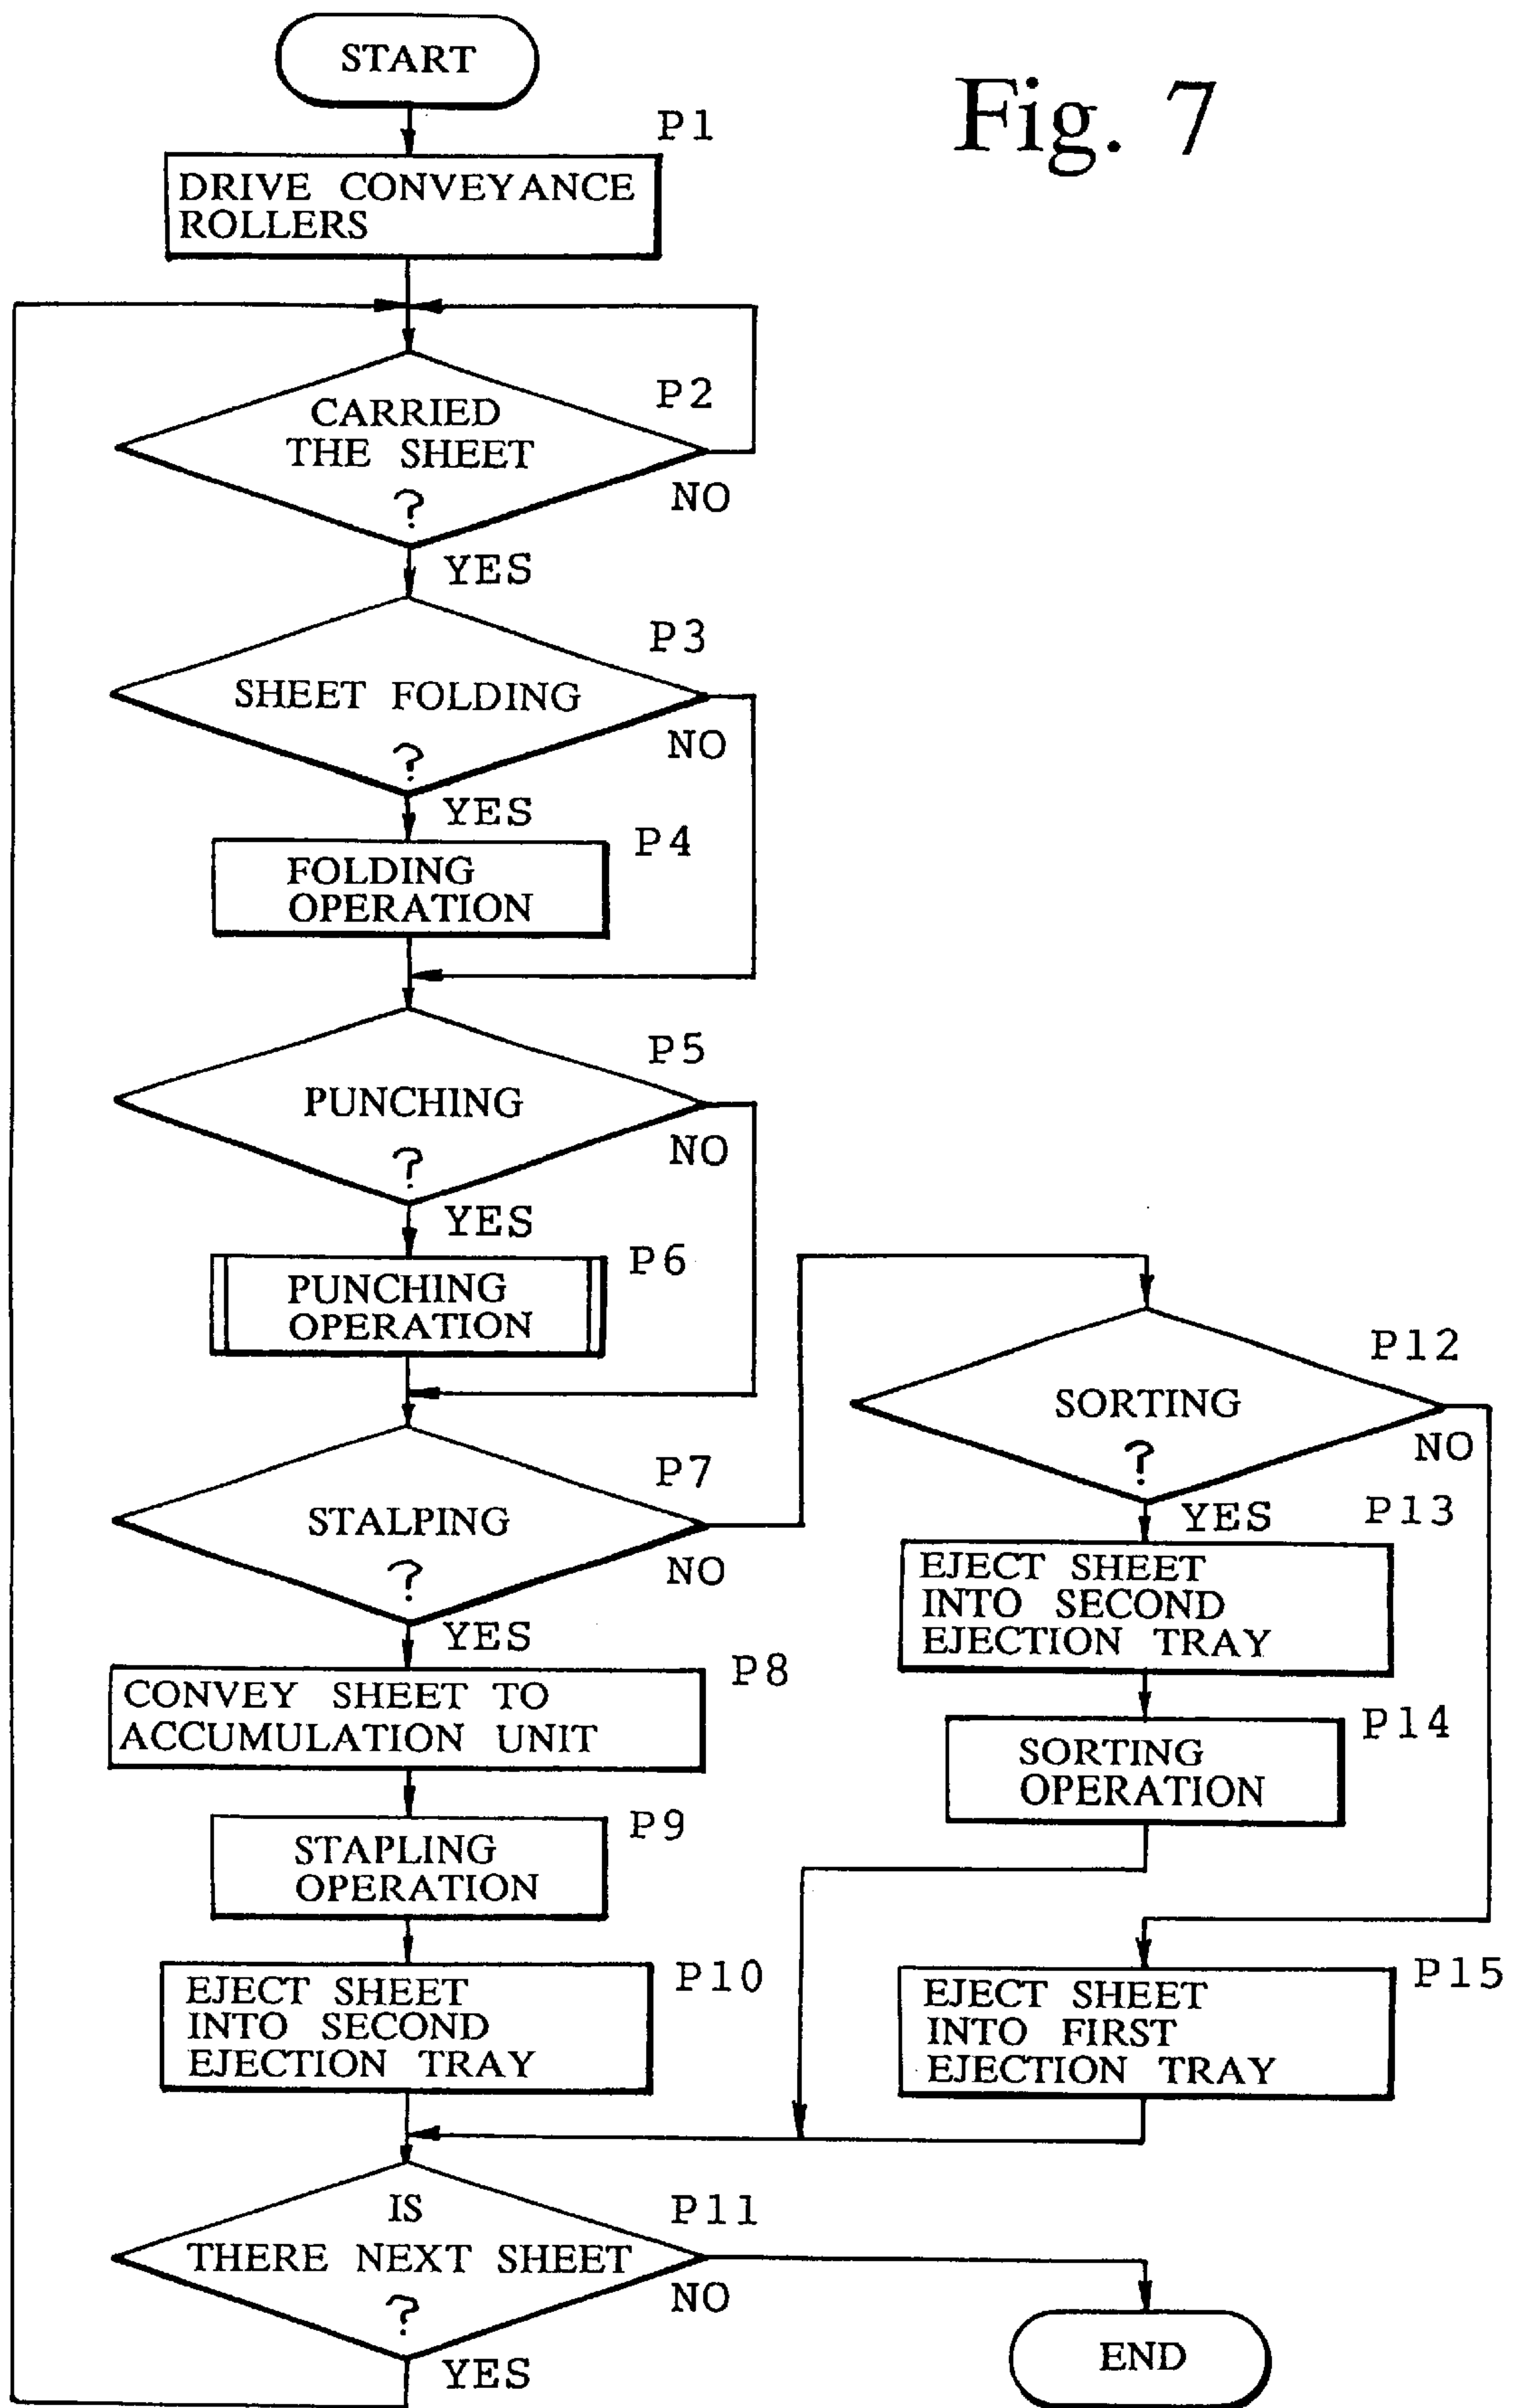 START
Fig. 7
P1
DRIVE CONVEYANCE
ROLLERS
P2
CARRIED
THE SHEET
?
NO
YES
P3
SHEET FOLDING
?
NO
YES
P4
FOLDING
OPERATION
P5
PUNCHING
?
NO
YES
P6
PUNCHING
OPERATION
P7
STALPING
?
NO
YES
P8
CONVEY SHEET TO
ACCUMULATION UNIT
P9
STAPLING
OPERATION
P10
EJECT SHEET
INTO SECOND
EJECTION TRAY
P11
IS
THERE NEXT SHEET
?
NO
YES
P12
SORTING
?
NO
YES
P13
EJECT SHEET
INTO SECOND
EJECTION TRAY
P14
SORTING
OPERATION
P15
EJECT SHEET
INTO FIRST
EJECTION TRAY
END